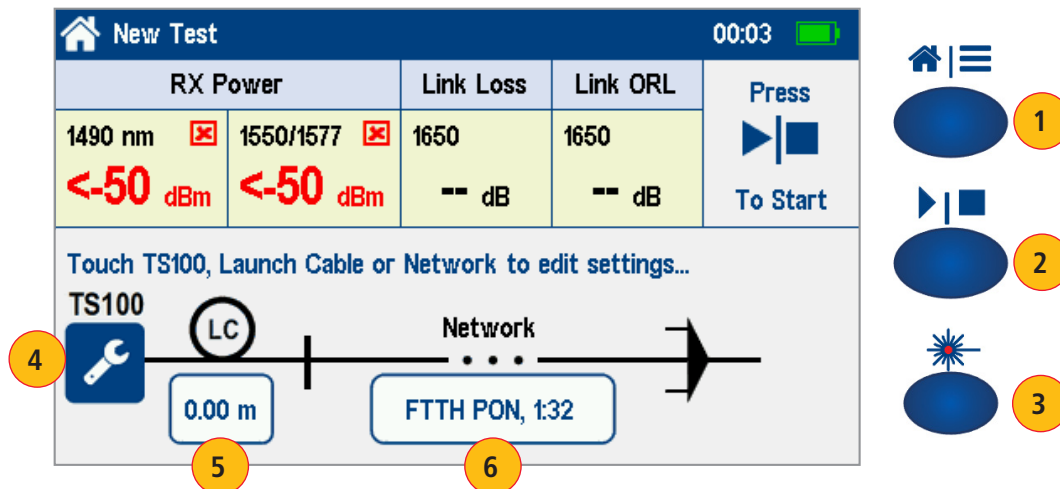 New Test 00:03
RX Power Link Loss Link ORL Press
1490 nm 1550/1577 1650 1650
<-50 dBm <-50 dBm -- dB -- dB To Start
Touch TS100, Launch Cable or Network to edit settings...
TS100
LC Network
0.00 m FTTH PON, 1:32
1
2
3
4
5
6